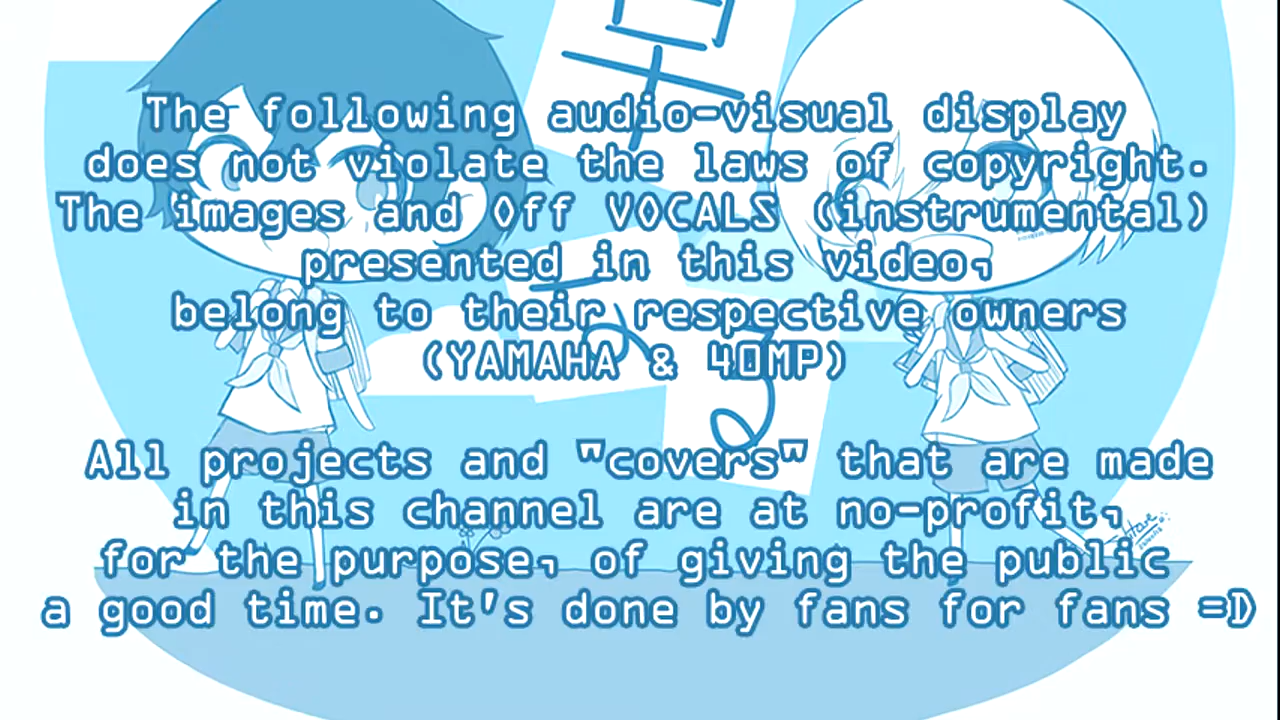 早
The following audio-visual display
does not violate the laws of copyright.
The images and Off VOCALS (instrumental)
presented in this video,
belong to their respective owners
(YAMAHA & 40MP)
All projects and "covers" that are made
in this channel are at no-profit,
for the purpose, of giving the public
a good time. It's done by fans for fans =D